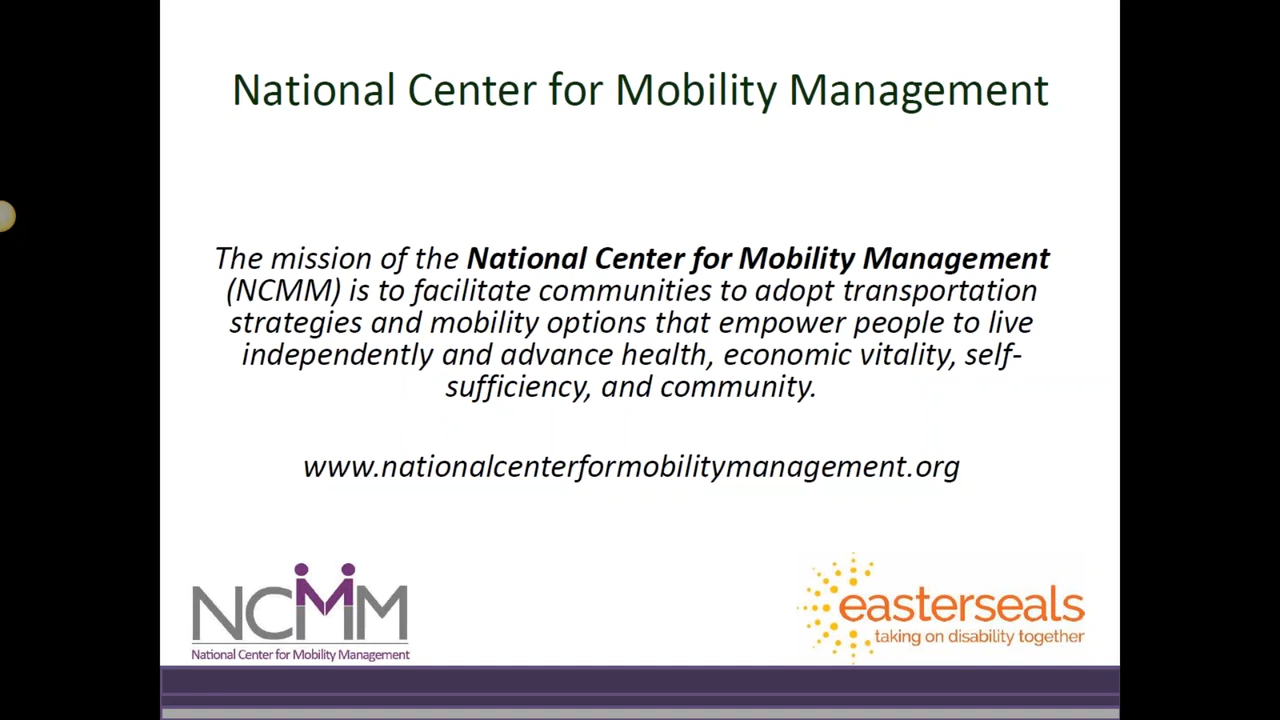 National Center for Mobility Management
The mission of the National Center for Mobility Management
(NCMM) is to facilitate communities to adopt transportation
strategies and mobility options that empower people to live
independently and advance health, economic vitality, self-
sufficiency, and community.
www.nationalcenterformobilitymanagement.org
NCMM
National Center for Mobility Management
easterseals
taking on disability together